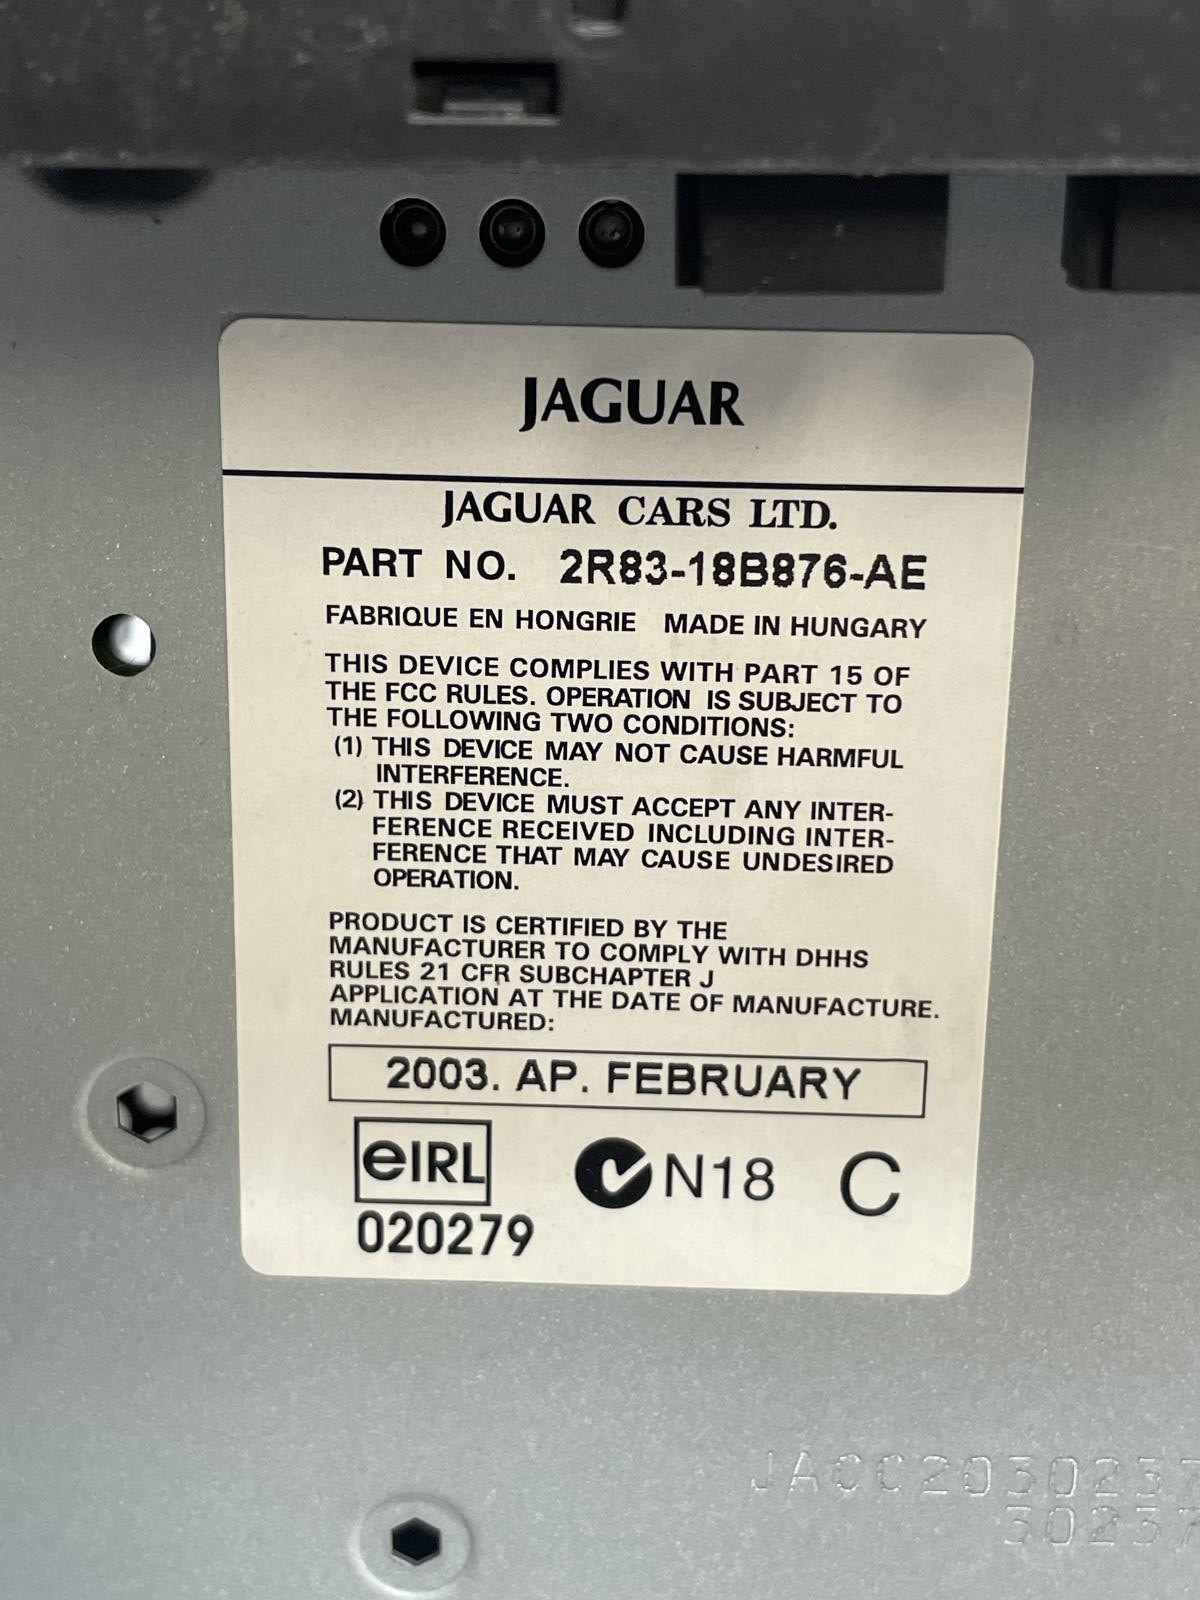 JAGUAR
JAGUAR CARS LTD.
PART NO. 2R83-18B876-AE
FABRIQUE EN HONGRIE MADE IN HUNGARY
THIS DEVICE COMPLIES WITH PART 15 OF
THE FCC RULES. OPERATION IS SUBJECT TO
THE FOLLOWING TWO CONDITIONS:
(1) THIS DEVICE MAY NOT CAUSE HARMFUL
INTERFERENCE.
(2) THIS DEVICE MUST ACCEPT ANY INTER-
FERENCE RECEIVED INCLUDING INTER-
FERENCE THAT MAY CAUSE UNDESIRED
OPERATION.
PRODUCT IS CERTIFIED BY THE
MANUFACTURER TO COMPLY WITH DHHS
RULES 21 CFR SUBCHAPTER J
APPLICATION AT THE DATE OF MANUFACTURE.
MANUFACTURED:
2003. AP. FEBRUARY
eIRL N18 C
020279
JACC2030237
30237